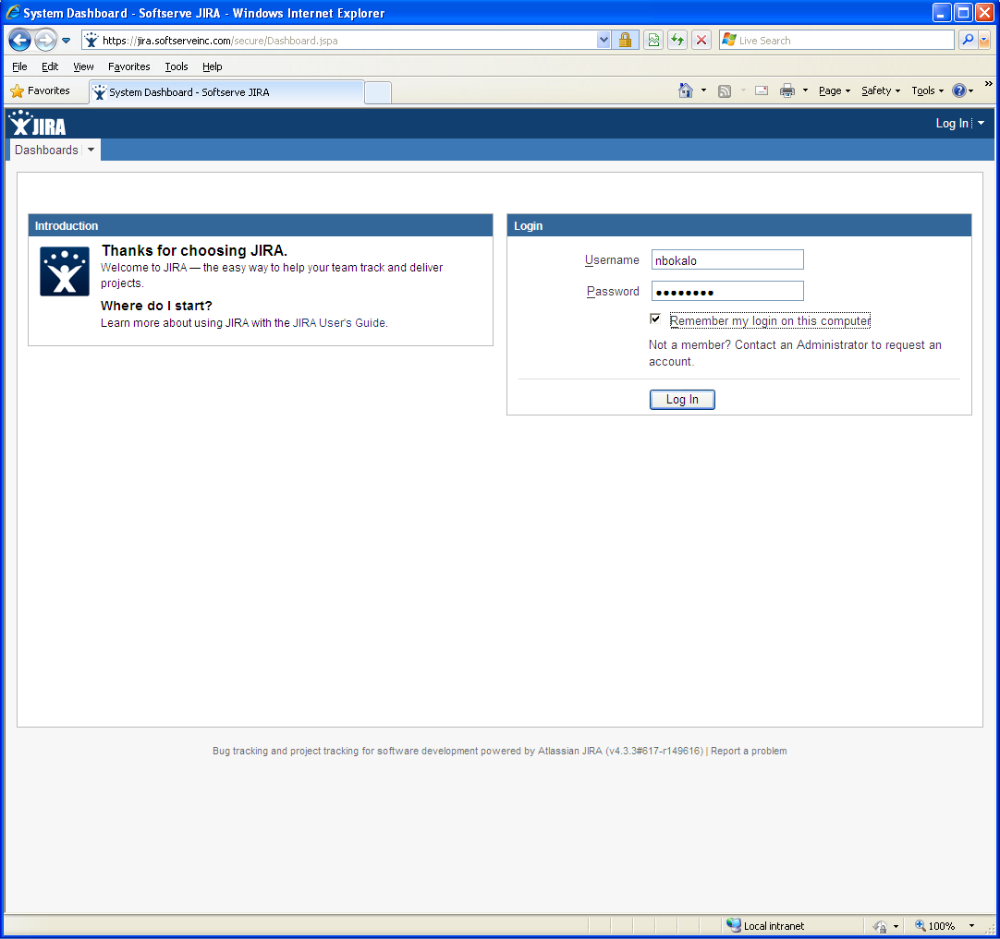 System Dashboard - Softserve JIRA - Windows Internet Explorer
https://jira.softserveinc.com/secure/Dashboard.jspa
Live Search
File Edit View Favorites Tools Help
Favorites System Dashboard - Softserve JIRA Page Safety Tools
JIRA Log In
Dashboards
Introduction
Thanks for choosing JIRA.
Welcome to JIRA — the easy way to help your team track and deliver
projects.
Where do I start?
Learn more about using JIRA with the JIRA User's Guide.
Login
Username nbokalo
Password ●●●●●●●●
Remember my login on this computer
Not a member? Contact an Administrator to request an
account.
Log In
Bug tracking and project tracking for software development powered by Atlassian JIRA (v4.3.3#617-r149616) | Report a problem
Local intranet 100%